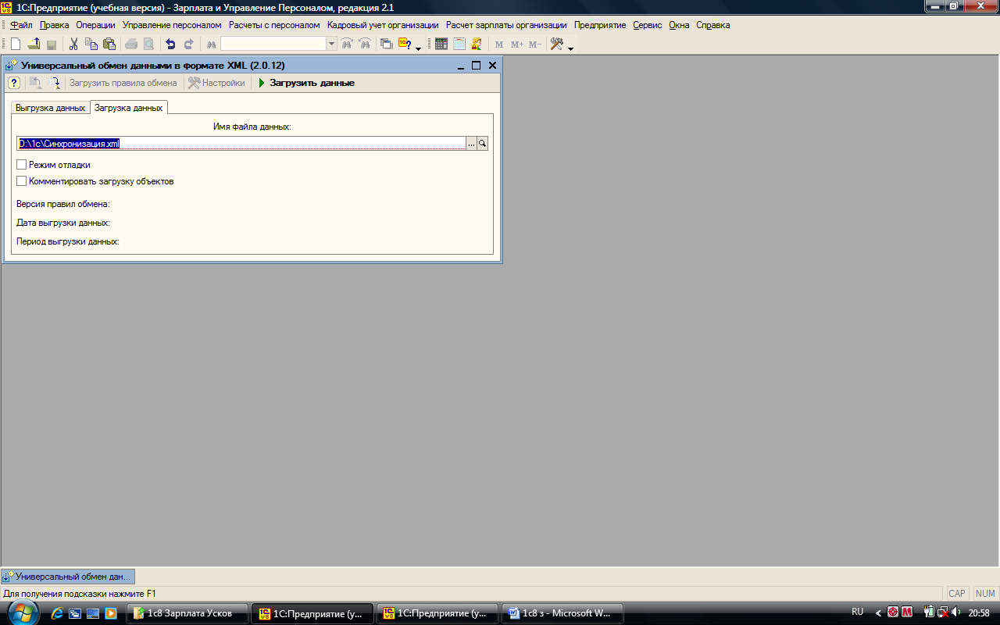 1С:Предприятие (учебная версия) - Зарплата и Управление Персоналом, редакция 2.1
Файл Правка Операции Управление персоналом Расчеты с персоналом Кадровый учет организации Расчет зарплаты организации Предприятие Сервис Окна Справка
M M+ M-
Универсальный обмен данными в формате XML (2.0.12)
Загрузить правила обмена Настройки Загрузить данные
Выгрузка данных Загрузка данных
Имя файла данных:
D:\1с\Синхронизация.xml ...
Режим отладки
Комментировать загрузку объектов
Версия правил обмена:
Дата выгрузки данных:
Период выгрузки данных:
Универсальный обмен дан...
Для получения подсказки нажмите F1 CAP NUM
1с8 Зарплата Усков 1С:Предприятие (у... 1С:Предприятие (у... 1с8 з - Microsoft W... RU 20:58